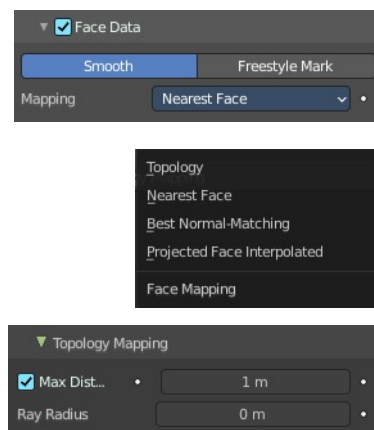 Face Data
Smooth Freestyle Mark
Mapping Nearest Face
Topology
Nearest Face
Best Normal-Matching
Projected Face Interpolated
Face Mapping
Topology Mapping
Max Dist... 1 m
Ray Radius 0 m